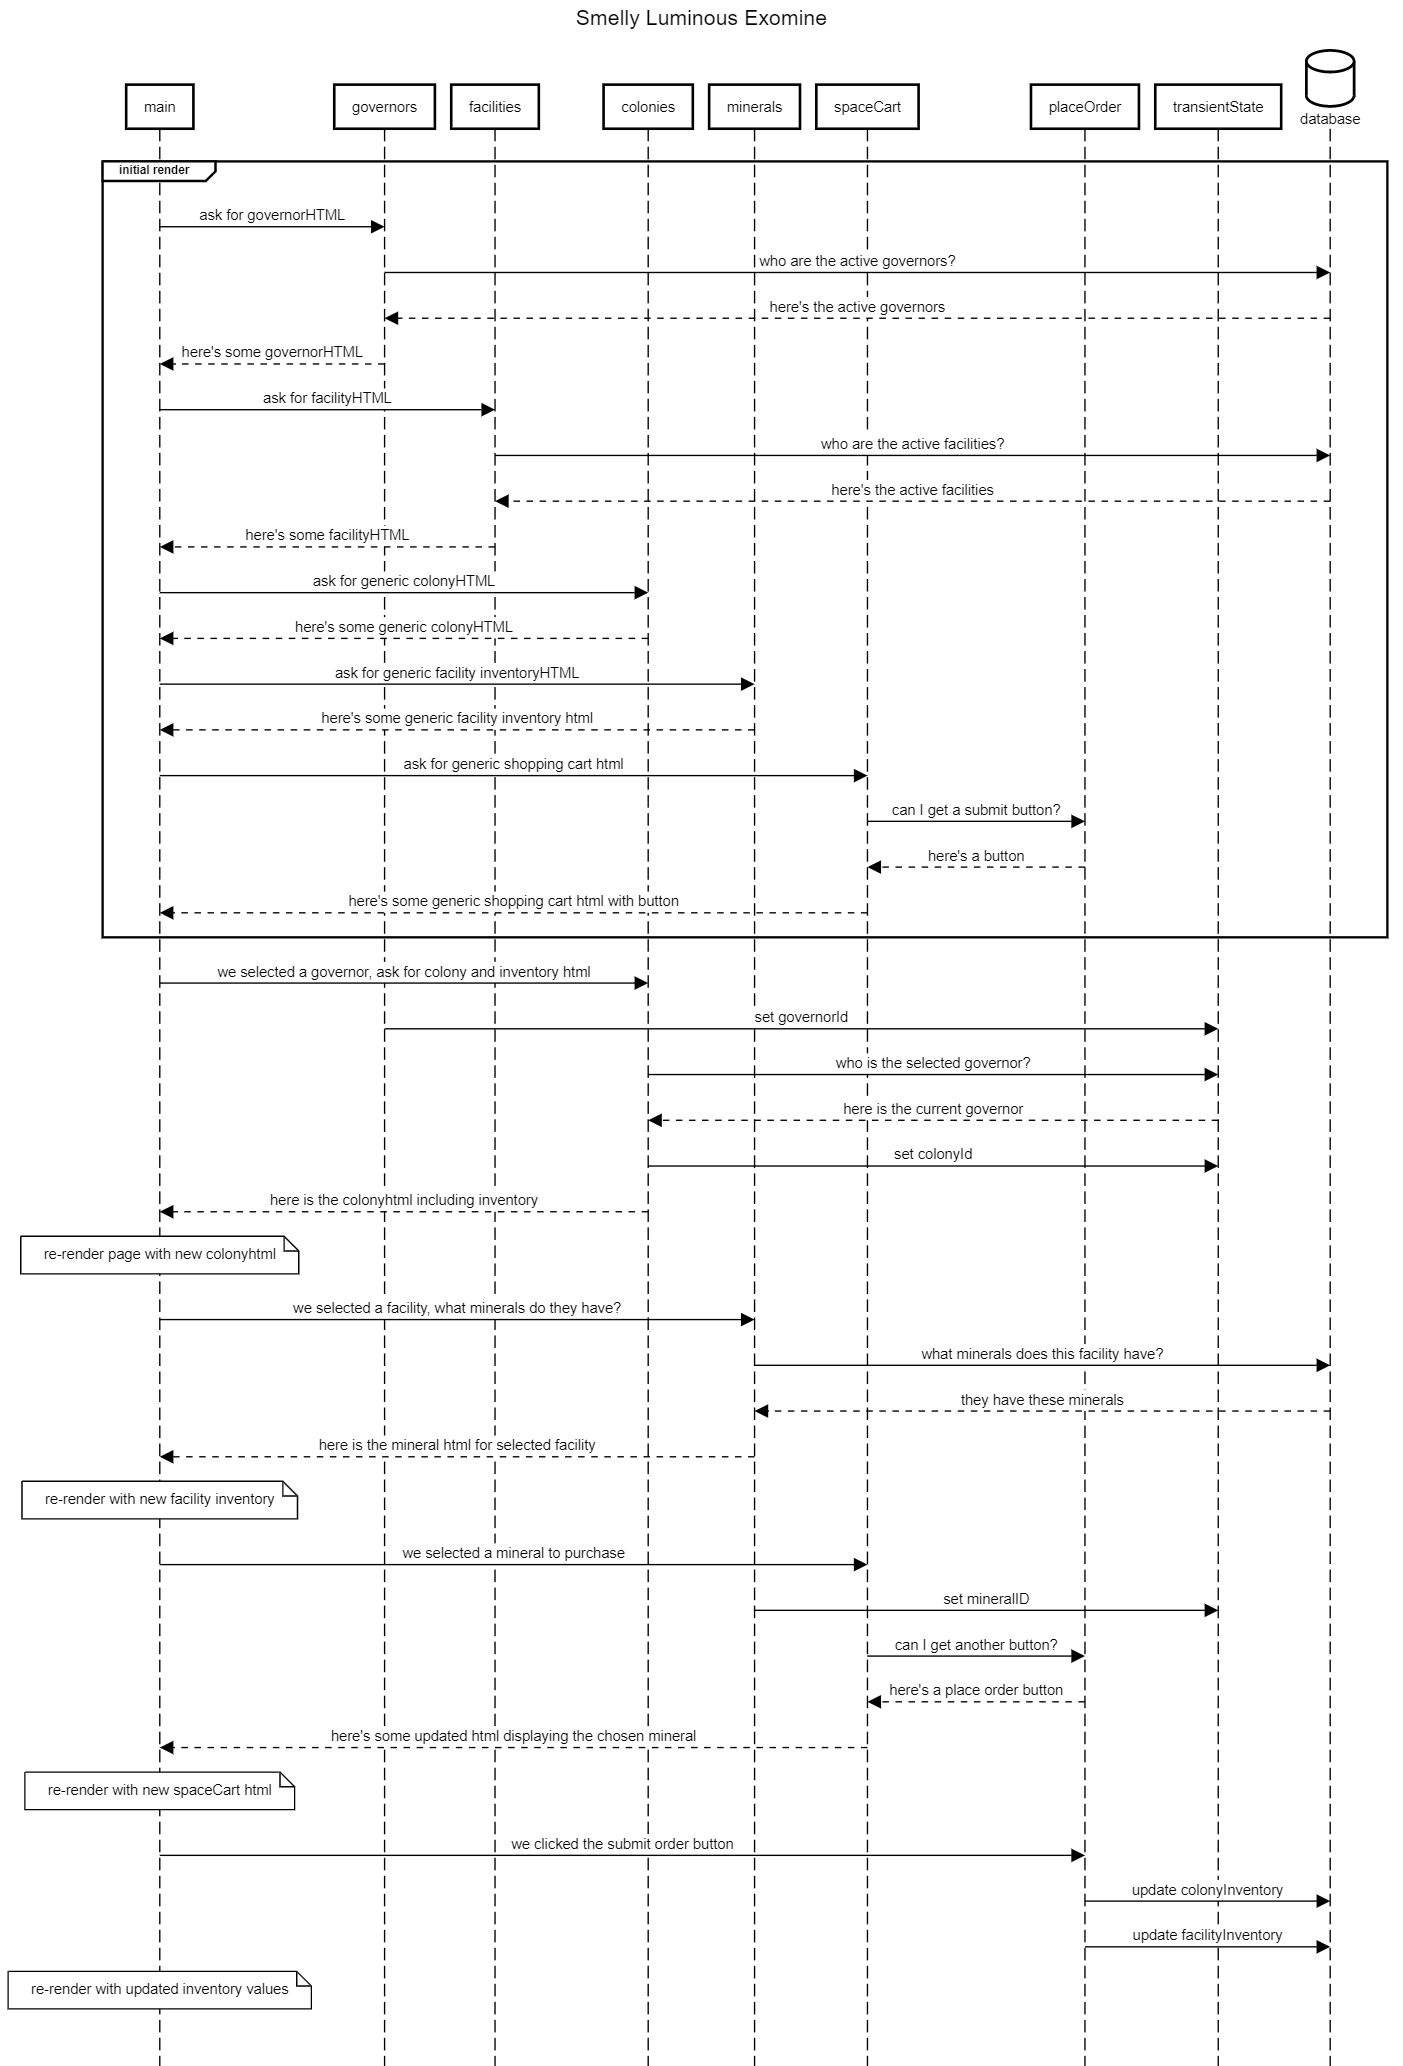 Smelly Luminous Exomine
main
governors
facilities
colonies
minerals
spaceCart
placeOrder
transientState
database
initial render
ask for governorHTML
who are the active governors?
here's the active governors
here's some governorHTML
ask for facilityHTML
who are the active facilities?
here's the active facilities
here's some facilityHTML
ask for generic colonyHTML
here's some generic colonyHTML
ask for generic facility inventoryHTML
here's some generic facility inventory html
ask for generic shopping cart html
can I get a submit button?
here's a button
here's some generic shopping cart html with button
we selected a governor, ask for colony and inventory html
set governorId
who is the selected governor?
here is the current governor
set colonyId
here is the colonyhtml including inventory
re-render page with new colonyhtml
we selected a facility, what minerals do they have?
what minerals does this facility have?
they have these minerals
here is the mineral html for selected facility
re-render with new facility inventory
we selected a mineral to purchase
set mineralID
can I get another button?
here's a place order button
here's some updated html displaying the chosen mineral
re-render with new spaceCart html
we clicked the submit order button
update colonyInventory
update facilityInventory
re-render with updated inventory values